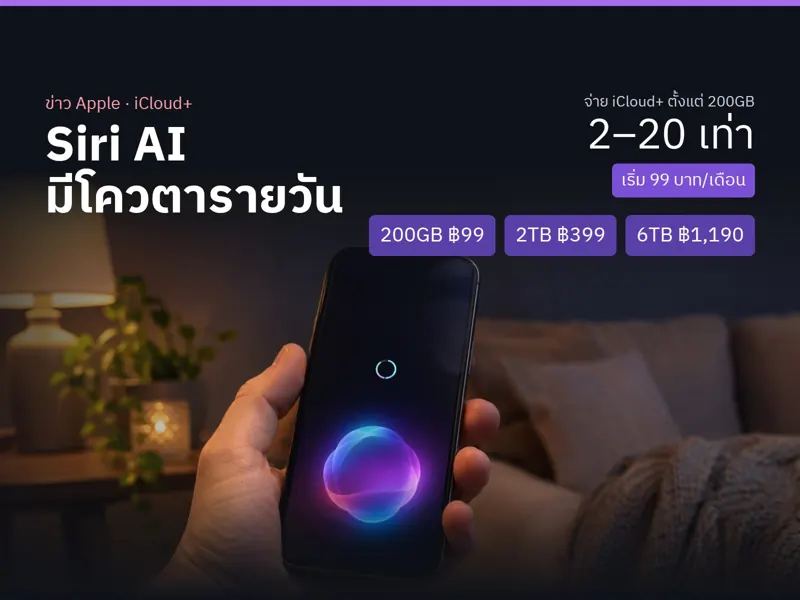 ข่าว Apple · iCloud+
Siri AI
มีโควตารายวัน
จ่าย iCloud+ ตั้งแต่ 200GB
2–20 เท่า
เริ่ม 99 บาท/เดือน
200GB ฿99
2TB ฿399
6TB ฿1,190